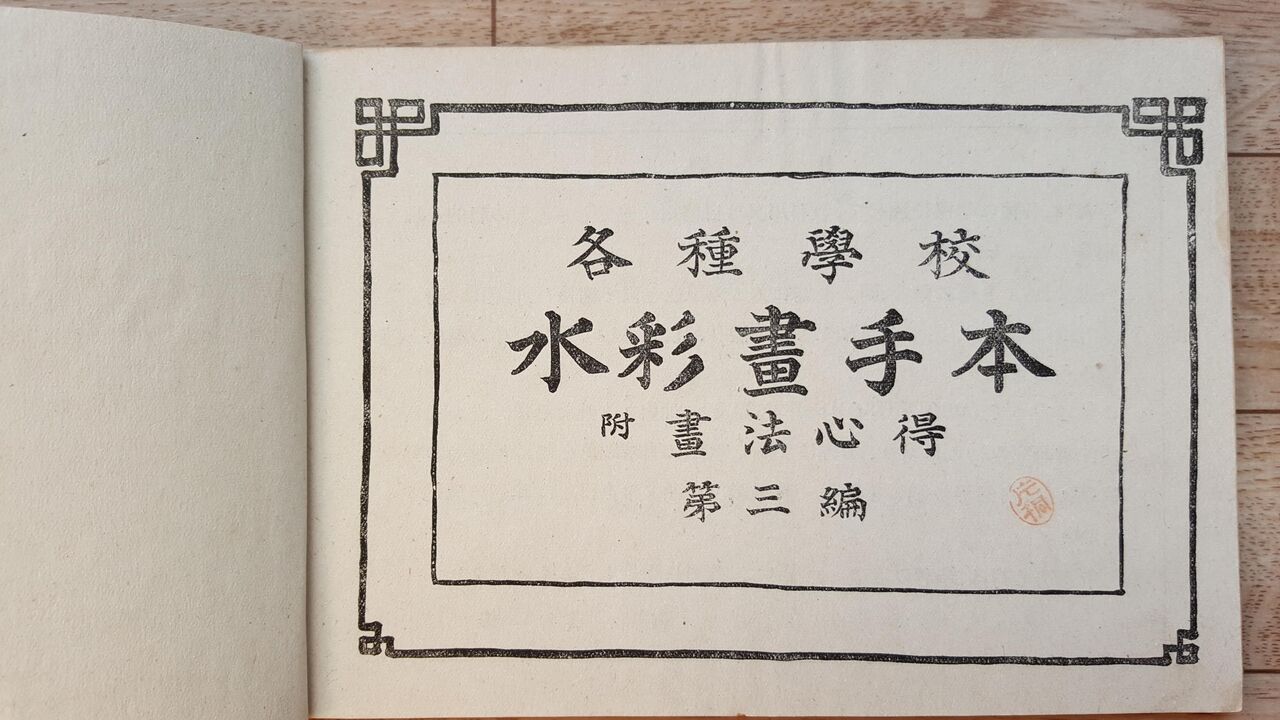 各種學校
水彩畫手本
附畫法心得
第三編